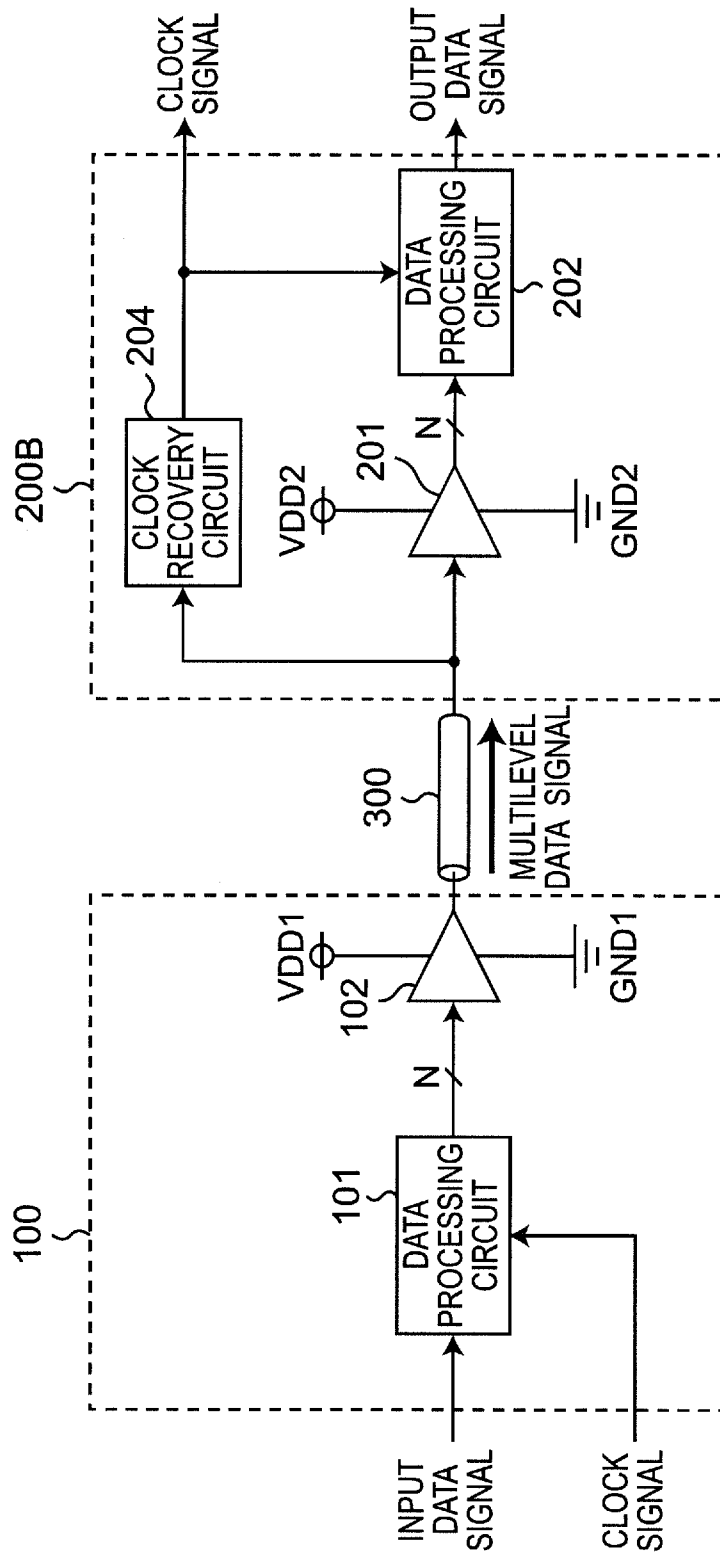 100
200B
INPUT
DATA
SIGNAL
CLOCK
SIGNAL
101
DATA
PROCESSING
CIRCUIT
N
102
VDD1
GND1
300
MULTILEVEL
DATA SIGNAL
CLOCK
RECOVERY
CIRCUIT
204
VDD2
201
GND2
N
DATA
PROCESSING
CIRCUIT
202
CLOCK
SIGNAL
OUTPUT
DATA
SIGNAL